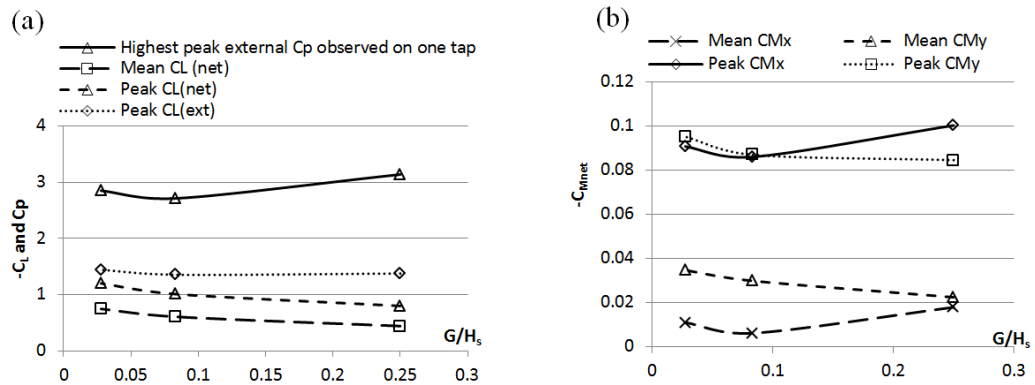 (a)
Highest peak external Cp observed on one tap
Mean CL (net)
Peak CL(net)
Peak CL(ext)
4
3
2
1
0
-CL and Cp
0 0.05 0.1 0.15 0.2 0.25 0.3
G/Hs
(b)
Mean CMx Mean CMy
Peak CMx Peak CMy
0.12
0.1
0.08
0.06
0.04
0.02
0
-CMnet
0 0.1 0.2 0.3
G/Hs